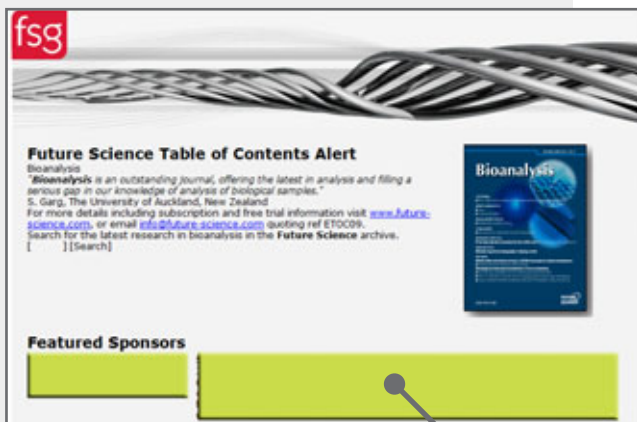 fsg
Future Science Table of Contents Alert
Bioanalysis
"Bioanalysis is an outstanding journal, offering the latest in analysis and filling a
serious gap in our knowledge of analysis of biological samples."
S. Garg, The University of Auckland, New Zealand
For more details including subscription and free trial information visit www.future-
science.com, or email info@future-science.com quoting ref ETOC09.
Search for the latest research in bioanalysis in the Future Science archive.
[ ] [Search]
Bioanalysis
Featured Sponsors